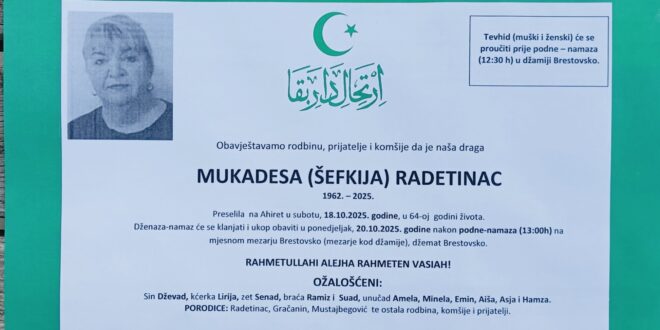 Tevhid (muški i ženski) će se
proučiti prije podne – namaza
(12:30 h) u džamiji Brestovsko.
ارتحال دار بقا
Obavještavamo rodbinu, prijatelje i komšije da je naša draga
MUKADESA (ŠEFKIJA) RADETINAC
1962. – 2025.
Preselila na Ahiret u subotu, 18.10.2025. godine, u 64-oj godini života.
Dženaza-namaz će se klanjati i ukop obaviti u ponedjeljak, 20.10.2025. godine nakon podne-namaza (13:00h) na
mjesnom mezarju Brestovsko (mezarje kod džamije), džemat Brestovsko.
RAHMETULLAHI ALEJHA RAHMETEN VASIAH!
OŽALOŠĆENI:
Sin Dževad, kćerka Lirija, zet Senad, braća Ramiz i Suad, unučad Amela, Minela, Emin, Aiša, Asja i Hamza.
PORODICE: Radetinac, Gračanin, Mustajbegović te ostala rodbina, komšije i prijatelji.